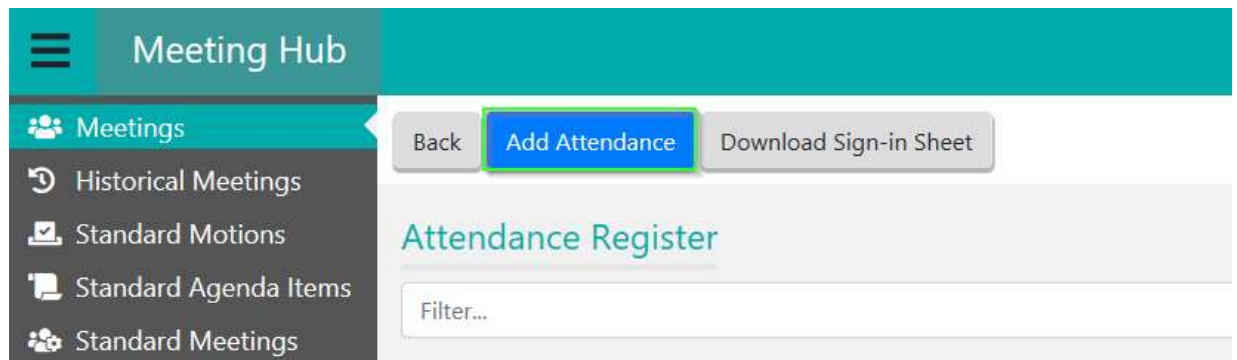 Meeting Hub
Meetings
Historical Meetings
Standard Motions
Standard Agenda Items
Standard Meetings
Back
Add Attendance
Download Sign-in Sheet
Attendance Register
Filter...